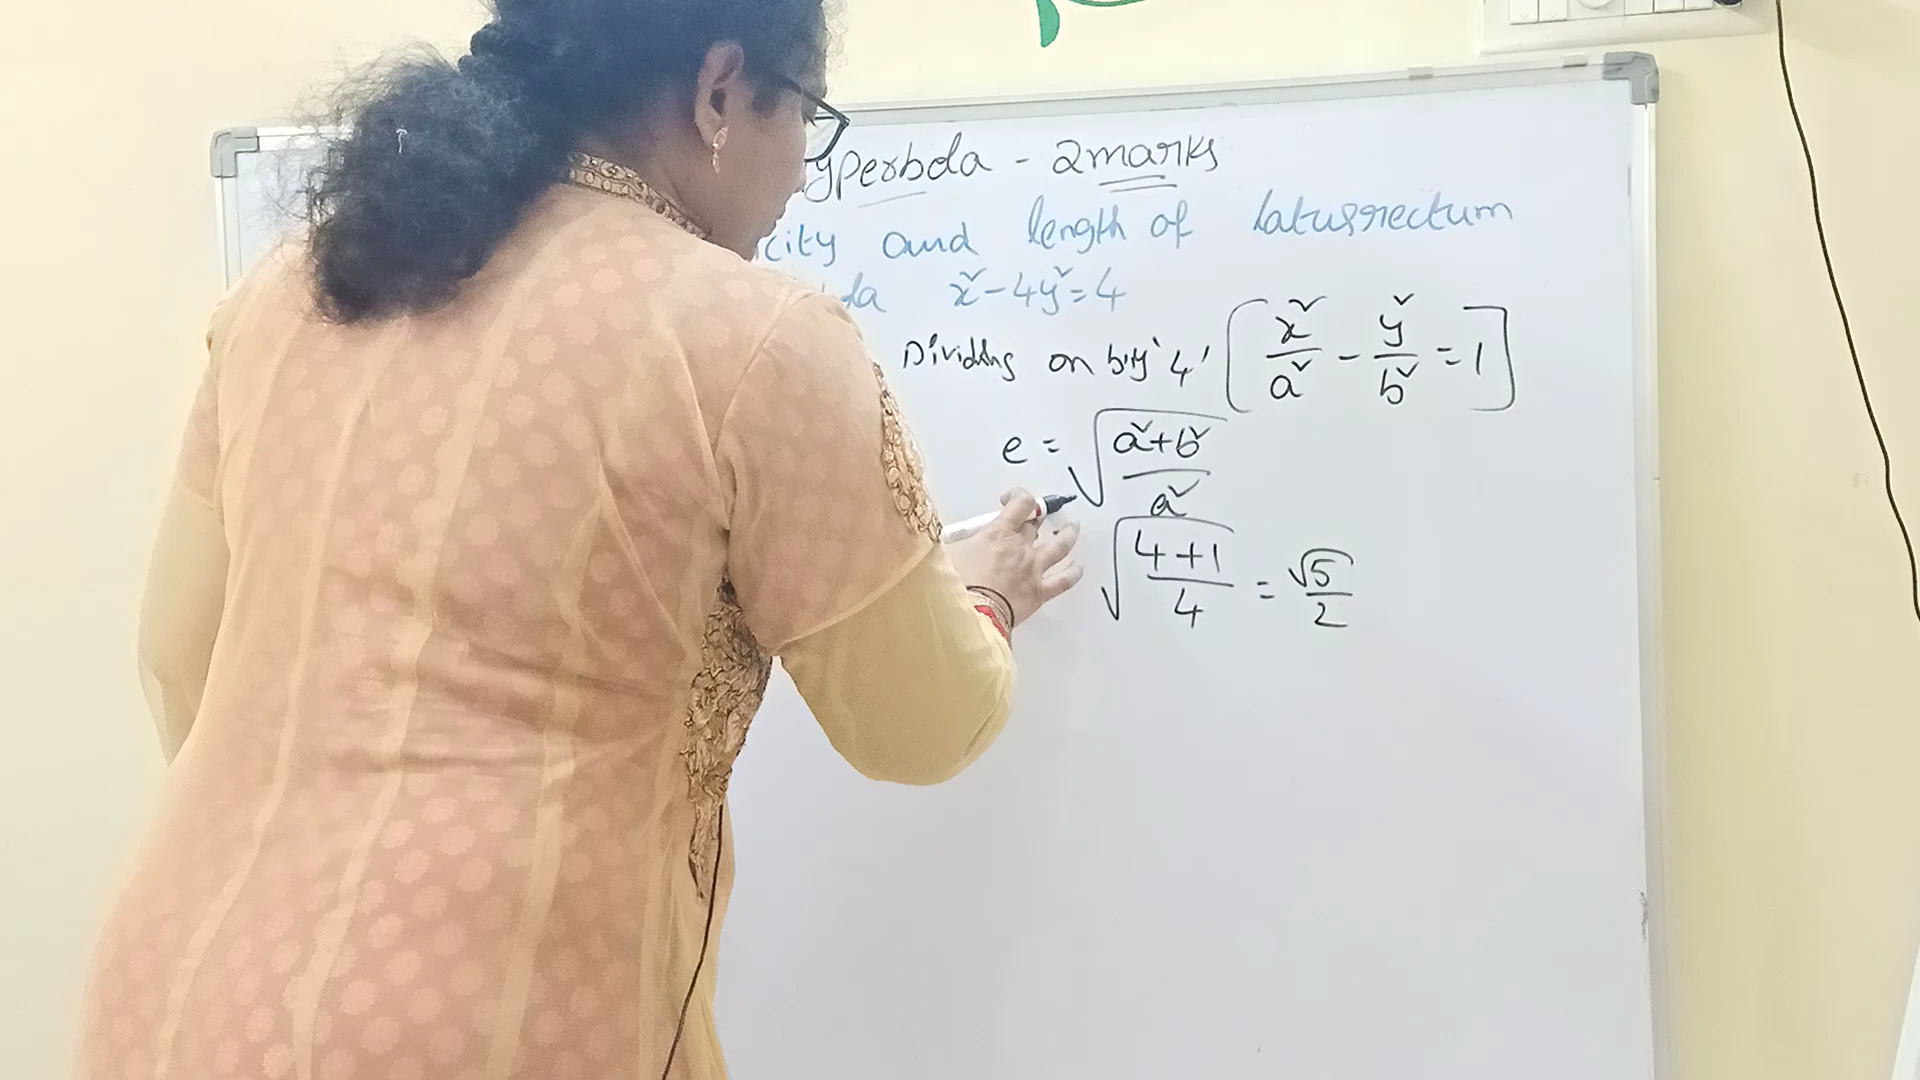 yperbola - 2marks
city and length of latusrectum
la x² - 4y² = 4
Dividing on by '4' [x²/a² - y²/b² = 1]
e = √(a²+b²/a²)
√(4+1/4) = √5/2